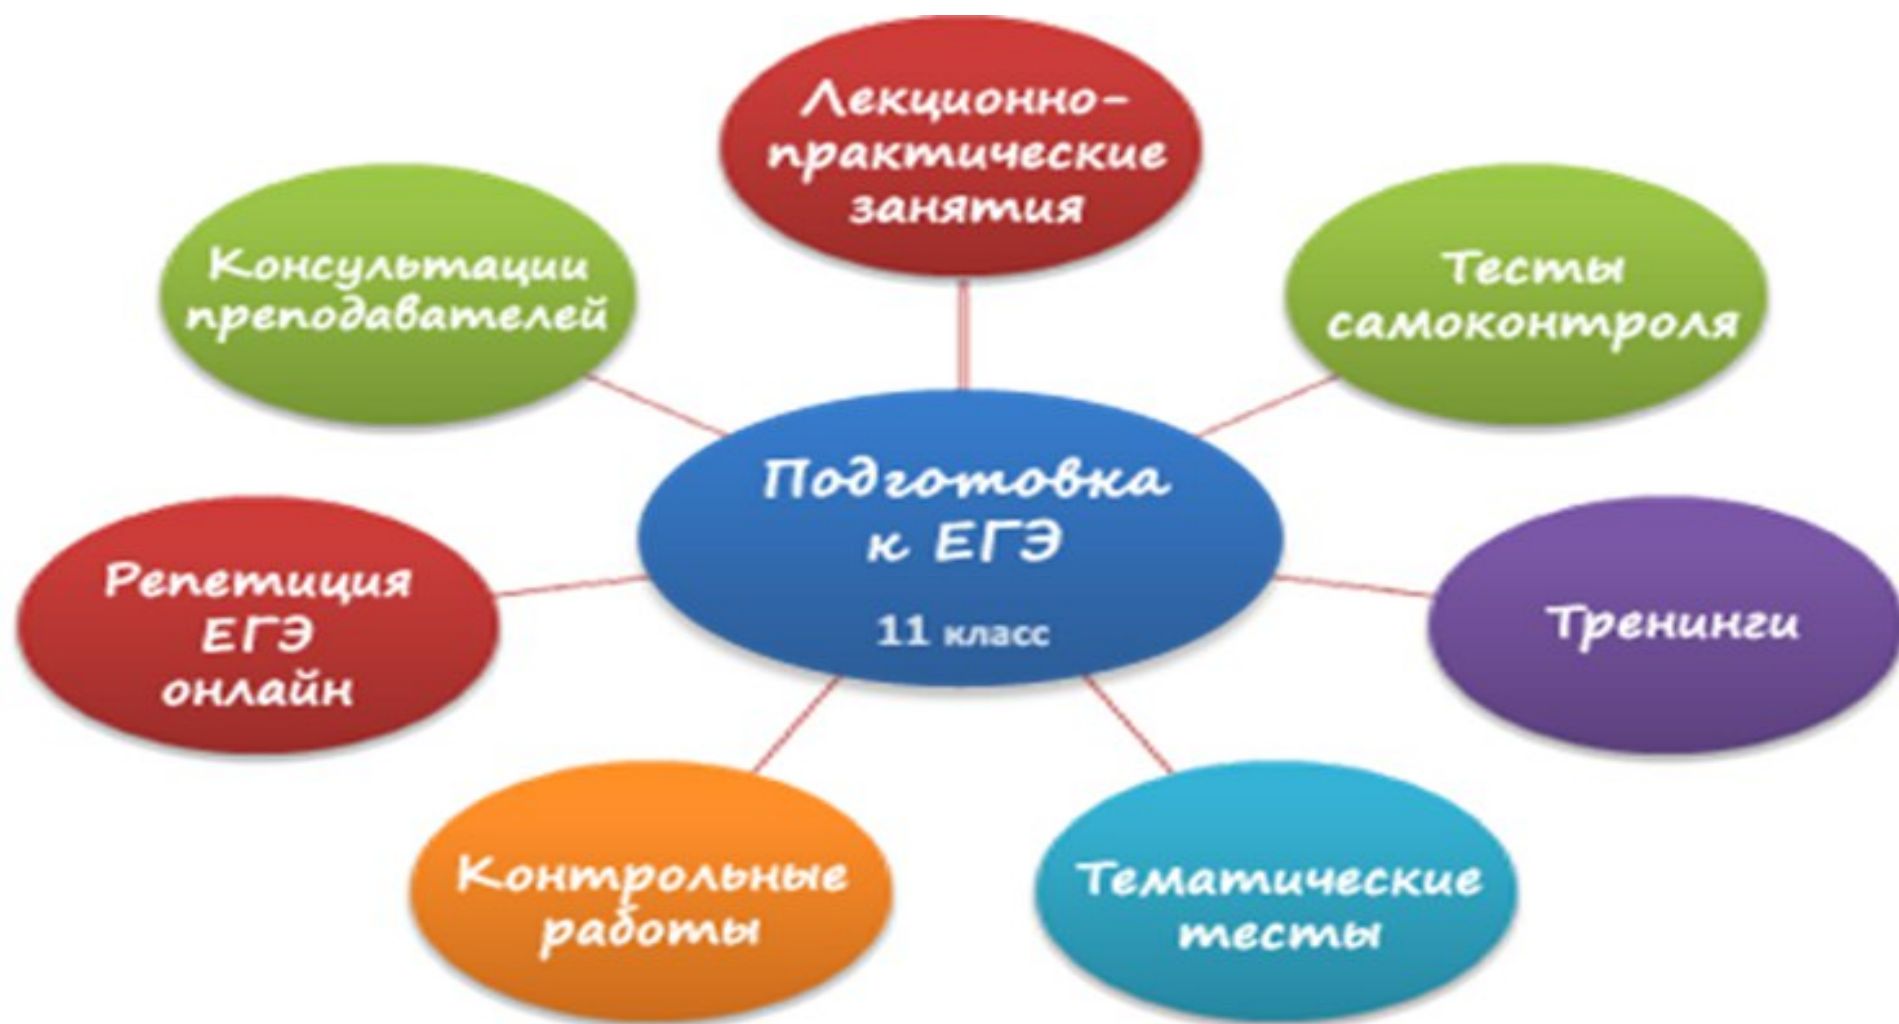 Лекционно-
практические
занятия
Консультации
преподавателей
Тесты
самоконтроля
Подготовка
к ЕГЭ
11 класс
Репетиция
ЕГЭ
онлайн
Тренинги
Контрольные
работы
Тематические
тесты